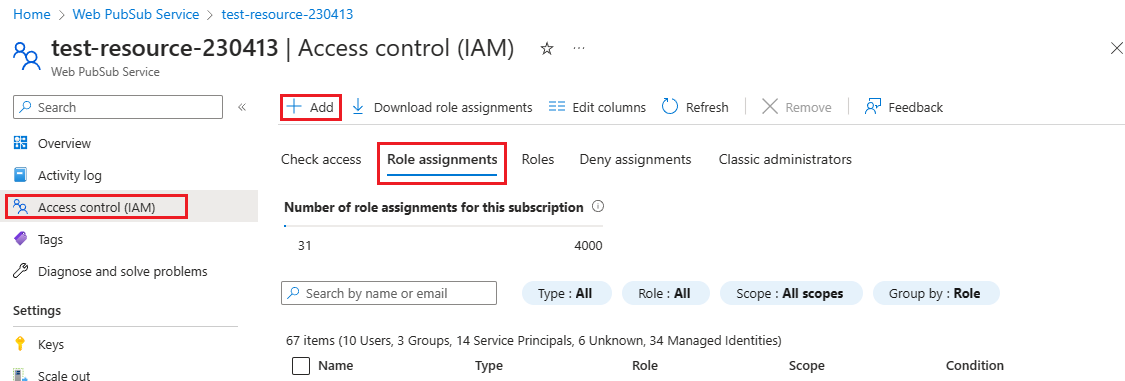 Home > Web PubSub Service > test-resource-230413
test-resource-230413 | Access control (IAM) ☆ ···
Web PubSub Service
Search «
Overview
Activity log
Access control (IAM)
Tags
Diagnose and solve problems
Settings
Keys
Scale out
+ Add Download role assignments Edit columns Refresh Remove Feedback
Check access Role assignments Roles Deny assignments Classic administrators
Number of role assignments for this subscription
31 4000
Search by name or email Type : All Role : All Scope : All scopes Group by : Role
67 items (10 Users, 3 Groups, 14 Service Principals, 6 Unknown, 34 Managed Identities)
Name Type Role Scope Condition